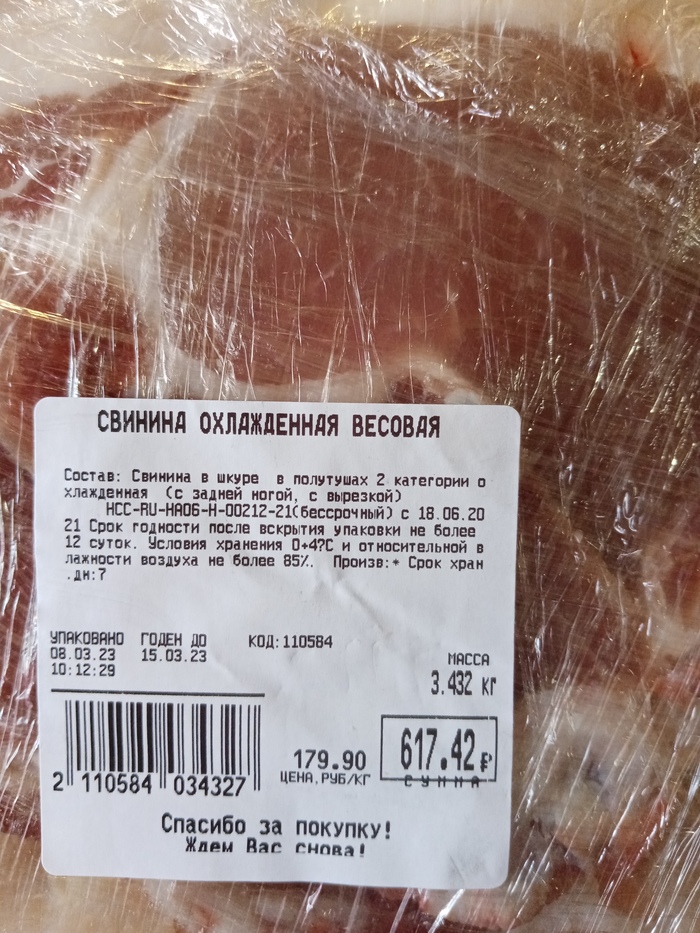 СВИНИНА ОХЛАЖДЕННАЯ ВЕСОВАЯ
Состав: Свинина в шкуре в полутушах 2 категории о
хлажденная (с задней ногой, с вырезкой)
НСС-RU-НА06-Н-00212-21(бессрочный) с 18.06.20
21 Срок годности после вскрытия упаковки не более
12 суток. Условия хранения 0+4?С и относительной в
лажности воздуха не более 85%. Произв:* Срок хран
.дн:7
УПАКОВАНО ГОДЕН ДО КОД:110584
08.03.23 15.03.23
10:12:29
МАССА
3.432 КГ
179.90 617.42₽
ЦЕНА,РУБ/КГ СУММА
2 110584 034327
Спасибо за ПОКУПКУ!
Ждем Вас снова!